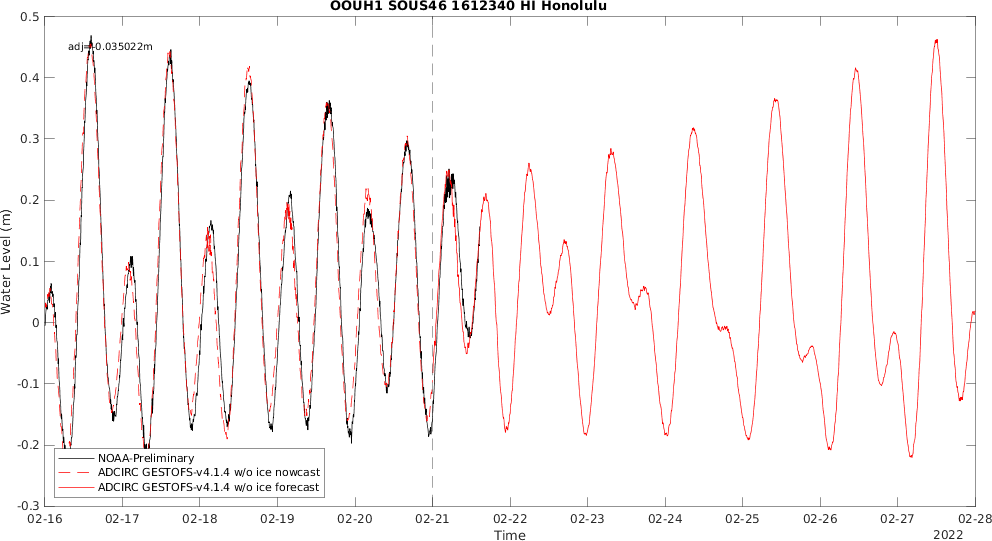 OOUH1 SOUS46 1612340 HI Honolulu
adj=-0.035022m
Water Level (m)
0.5
0.4
0.3
0.2
0.1
0
-0.1
-0.2
-0.3
NOAA-Preliminary
ADCIRC GESTOFS-v4.1.4 w/o ice nowcast
ADCIRC GESTOFS-v4.1.4 w/o ice forecast
02-16 02-17 02-18 02-19 02-20 02-21 02-22 02-23 02-24 02-25 02-26 02-27 02-28
Time
2022